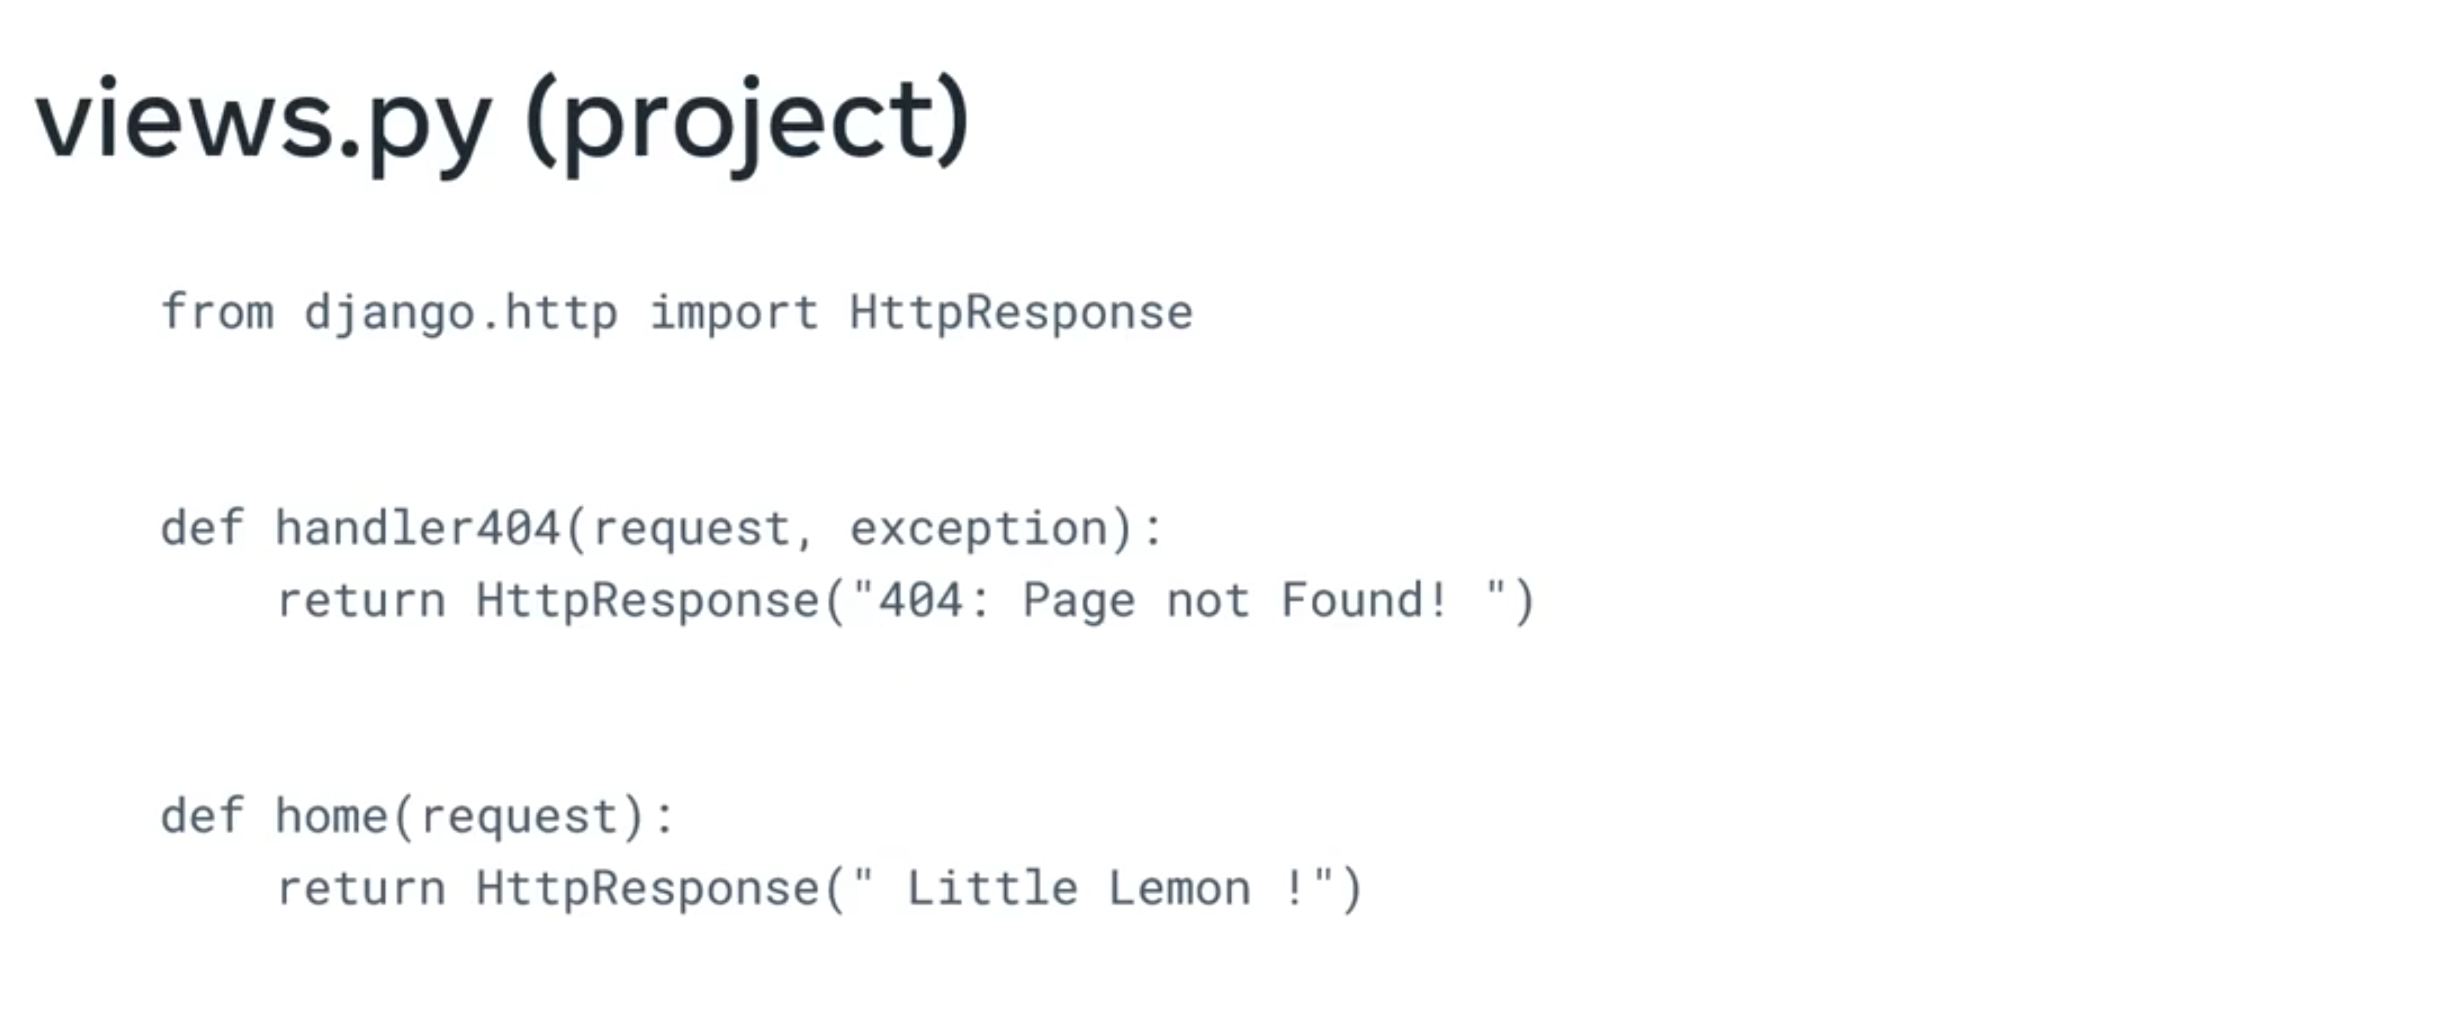 views.py (project)
from django.http import HttpResponse
def handler404(request, exception):
    return HttpResponse("404: Page not Found! ")
def home(request):
    return HttpResponse(" Little Lemon !")